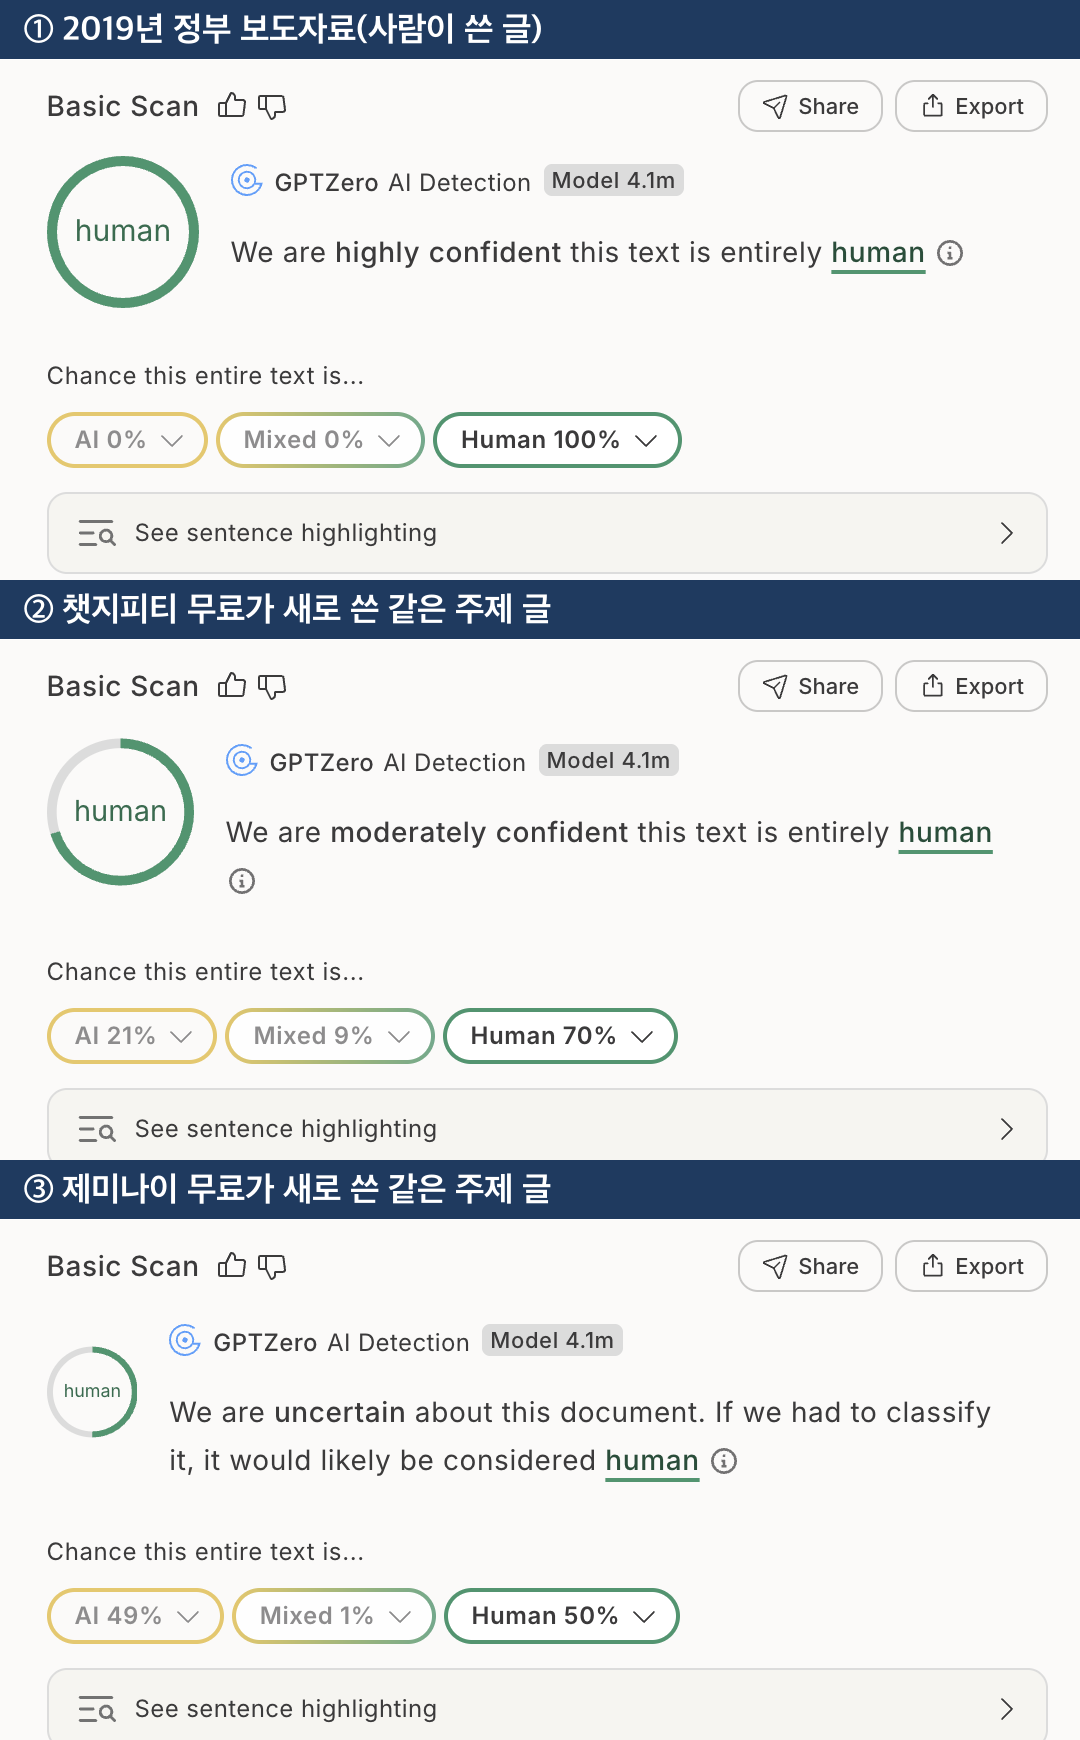 ① 2019년 정부 보도자료(사람이 쓴 글)
Basic Scan
Share
Export
human
GPTZero AI Detection Model 4.1m
We are highly confident this text is entirely human
Chance this entire text is...
AI 0%
Mixed 0%
Human 100%
See sentence highlighting
② 챗지피티 무료가 새로 쓴 같은 주제 글
Basic Scan
Share
Export
human
GPTZero AI Detection Model 4.1m
We are moderately confident this text is entirely human
Chance this entire text is...
AI 21%
Mixed 9%
Human 70%
See sentence highlighting
③ 제미나이 무료가 새로 쓴 같은 주제 글
Basic Scan
Share
Export
human
GPTZero AI Detection Model 4.1m
We are uncertain about this document. If we had to classify
it, it would likely be considered human
Chance this entire text is...
AI 49%
Mixed 1%
Human 50%
See sentence highlighting